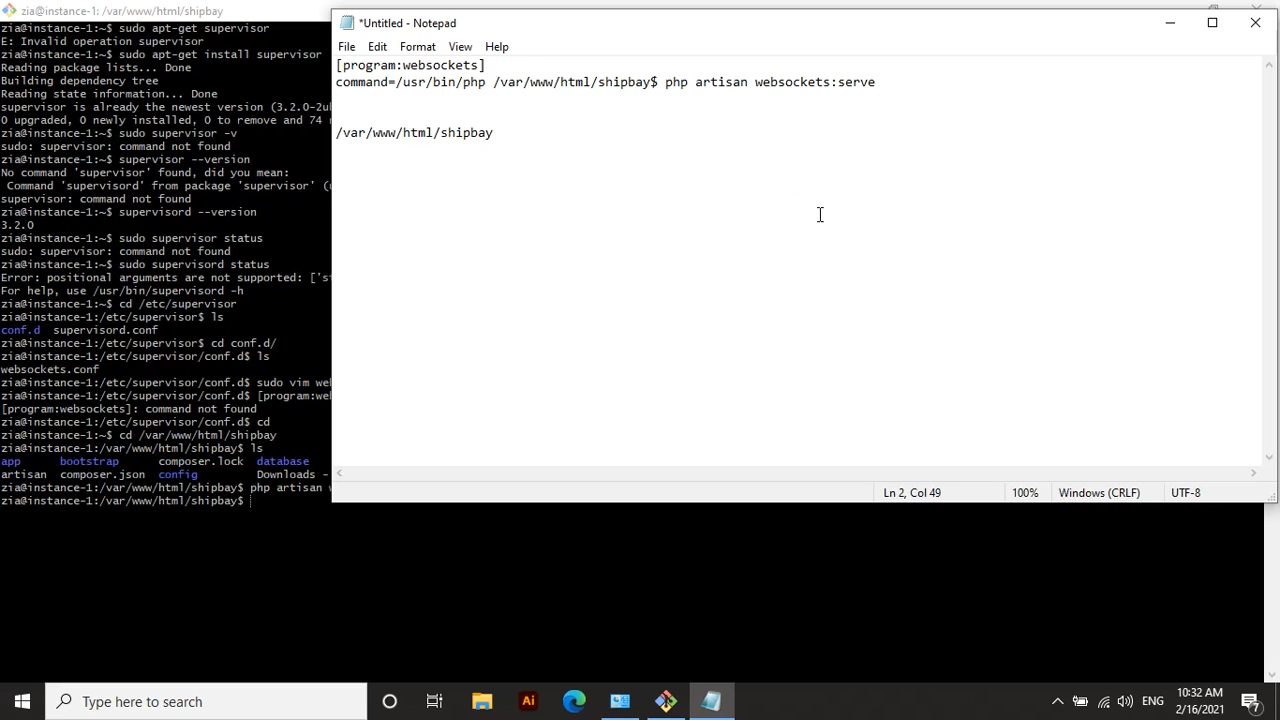 zia@instance-1: /var/www/html/shipbay
zia@instance-1:~$ sudo apt-get supervisor
E: Invalid operation supervisor
zia@instance-1:~$ sudo apt-get install supervisor
Reading package lists... Done
Building dependency tree
Reading state information... Done
supervisor is already the newest version (3.2.0-2u
0 upgraded, 0 newly installed, 0 to remove and 74
zia@instance-1:~$ sudo supervisor -v
sudo: supervisor: command not found
zia@instance-1:~$ supervisor --version
No command 'supervisor' found, did you mean:
Command 'supervisord' from package 'supervisor' (
supervisor: command not found
zia@instance-1:~$ supervisord --version
3.2.0
zia@instance-1:~$ sudo supervisor status
sudo: supervisor: command not found
zia@instance-1:~$ sudo supervisord status
Error: positional arguments are not supported: ['s
For help, use /usr/bin/supervisord -h
zia@instance-1:~$ cd /etc/supervisor
zia@instance-1:/etc/supervisor$ ls
conf.d supervisord.conf
zia@instance-1:/etc/supervisor$ cd conf.d/
zia@instance-1:/etc/supervisor/conf.d$ ls
websockets.conf
zia@instance-1:/etc/supervisor/conf.d$ sudo vim we
zia@instance-1:/etc/supervisor/conf.d$ [program:we
[program:websockets]: command not found
zia@instance-1:/etc/supervisor/conf.d$ cd
zia@instance-1:~$ cd /var/www/html/shipbay
zia@instance-1:/var/www/html/shipbay$ ls
app bootstrap composer.lock database
artisan composer.json config Downloads -
zia@instance-1:/var/www/html/shipbay$ php artisan
zia@instance-1:/var/www/html/shipbay$
*Untitled - Notepad
File Edit Format View Help
[program:websockets]
command=/usr/bin/php /var/www/html/shipbay$ php artisan websockets:serve
/var/www/html/shipbay
Ln 2, Col 49
100%
Windows (CRLF)
UTF-8
Type here to search
Ai
ENG
10:32 AM
2/16/2021
7